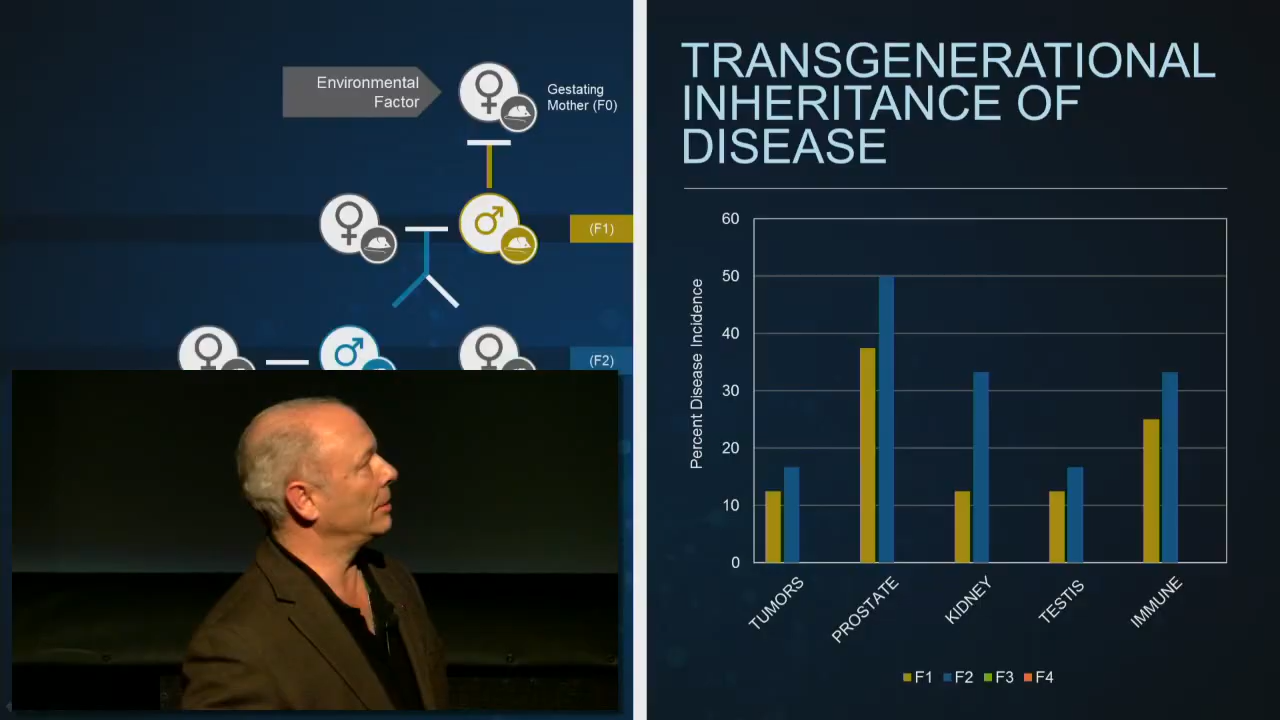 Environmental
Factor
Gestating
Mother (F0)
(F1)
(F2)
TRANSGENERATIONAL
INHERITANCE OF
DISEASE
Percent Disease Incidence
60
50
40
30
20
10
0
TUMORS
PROSTATE
KIDNEY
TESTIS
IMMUNE
F1 F2 F3 F4